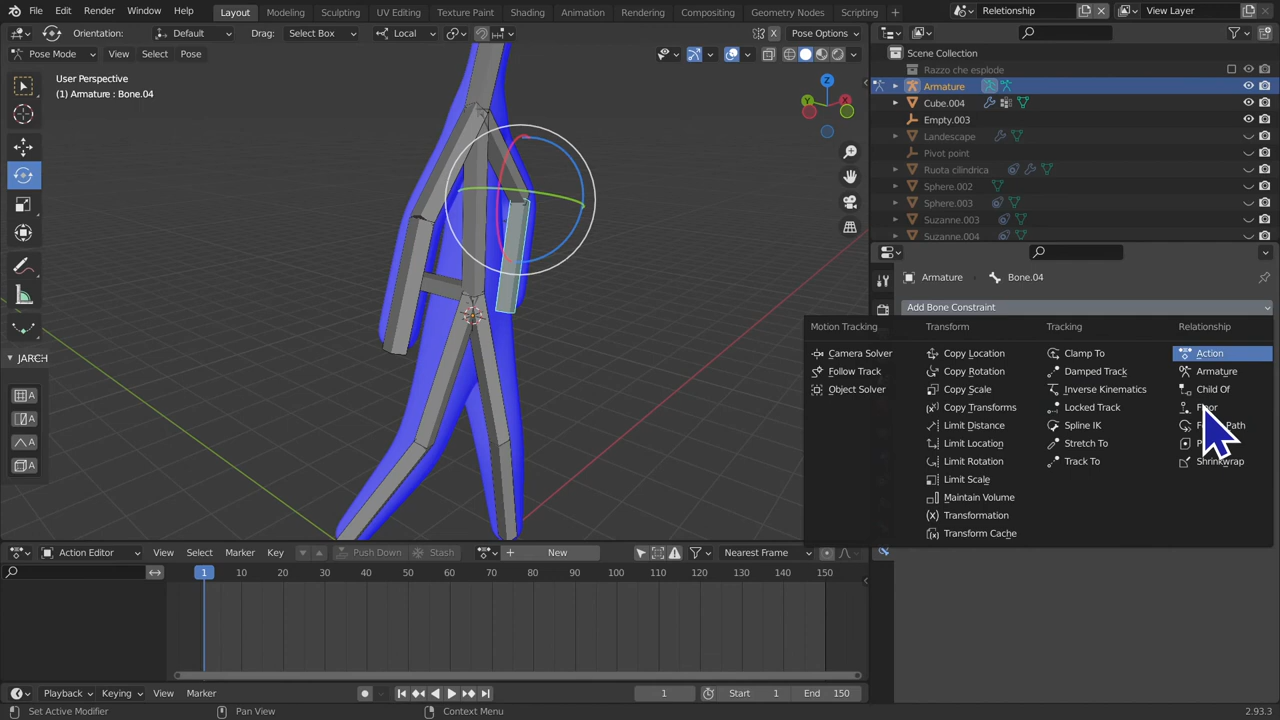 File Edit Render Window Help Layout Modeling Sculpting UV Editing Texture Paint Shading Animation Rendering Compositing Geometry Nodes Scripting + Relationship View Layer
Orientation: Default Drag: Select Box Local Pose Options
Pose Mode View Select Pose
User Perspective
(1) Armature : Bone.04
JARCH
Z
Y
X
Scene Collection
Razzo che esplode
Armature
Cube.004
Empty.003
Landscape
Pivot point
Ruota cilindrica
Sphere.002
Sphere.003
Suzanne.003
Suzanne.004
Armature Bone.04
Add Bone Constraint
Motion Tracking
Camera Solver
Follow Track
Object Solver
Transform
Copy Location
Copy Rotation
Copy Scale
Copy Transforms
Limit Distance
Limit Location
Limit Rotation
Limit Scale
Maintain Volume
Transformation
Transform Cache
Tracking
Clamp To
Damped Track
Inverse Kinematics
Locked Track
Spline IK
Stretch To
Track To
Relationship
Action
Armature
Child Of
Path
Shrinkwrap
Action Editor View Select Marker Key Push Down Stash New Nearest Frame
1 10 20 30 40 50 60 70 80 90 100 110 120 130 140 150
Playback Keying View Marker 1 Start 1 End 150
Set Active Modifier Pan View Context Menu 2.93.3